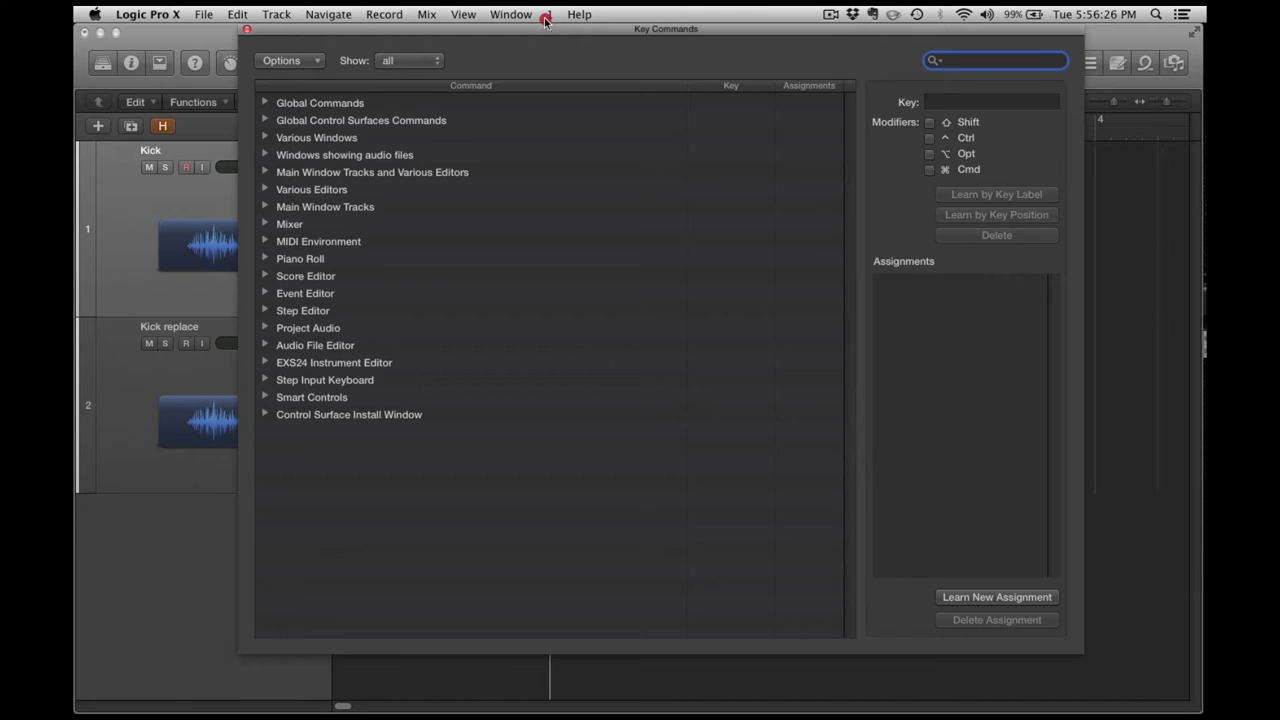 Logic Pro X File Edit Track Navigate Record Mix View Window 1 Help 99% Tue 5:56:26 PM
Key Commands
Options Show: all
Command Key Assignments
Edit Functions
H
4
Global Commands
Global Control Surfaces Commands
Various Windows
Windows showing audio files
Main Window Tracks and Various Editors
Various Editors
Main Window Tracks
Mixer
MIDI Environment
Piano Roll
Score Editor
Event Editor
Step Editor
Project Audio
Audio File Editor
EXS24 Instrument Editor
Step Input Keyboard
Smart Controls
Control Surface Install Window
Key:
Modifiers: Shift
Ctrl
Opt
Cmd
Learn by Key Label
Learn by Key Position
Delete
Assignments
Learn New Assignment
Delete Assignment
Kick
M S R I
1
Kick replace
M S R I
2